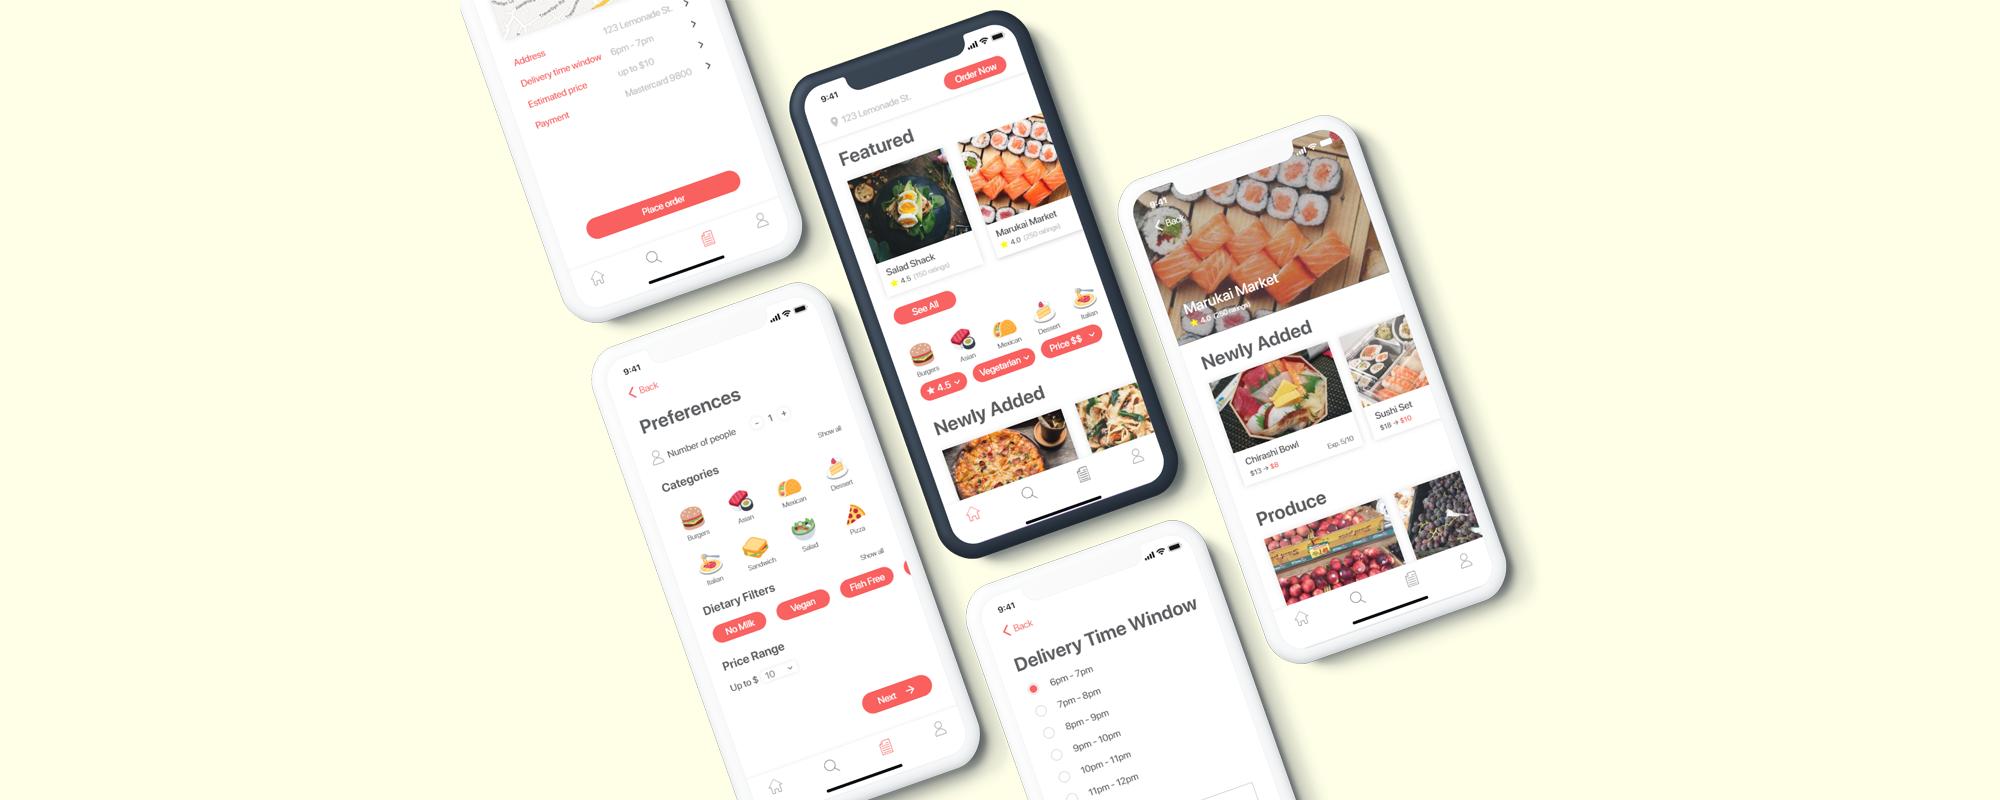 Address
123 Lemonade St.
Delivery time window
6pm - 7pm
Estimated price
up to $10
Payment
Mastercard 9800
Place order
9:41
Back
Preferences
Number of people
- 1 +
Show all
Categories
Burgers
Asian
Mexican
Dessert
Italian
Sandwich
Salad
Pizza
Show all
Dietary Filters
No Milk
Vegan
Fish Free
Price Range
Up to $ 10
Next
9:41
123 Lemonade St.
Order Now
Featured
Salad Shack
4.5 (150 ratings)
Marukai Market
4.0 (250 ratings)
See All
Burgers
Asian
Mexican
Dessert
Italian
4.5
Vegetarian
Price $$
Newly Added
9:41
Back
Delivery Time Window
6pm - 7pm
7pm - 8pm
8pm - 9pm
9pm - 10pm
10pm - 11pm
11pm - 12pm
9:41
Back
Marukai Market
4.0 (250 ratings)
Newly Added
Chirashi Bowl
$13 → $8
Exp. 5/10
Sushi Set
$18 → $10
Produce